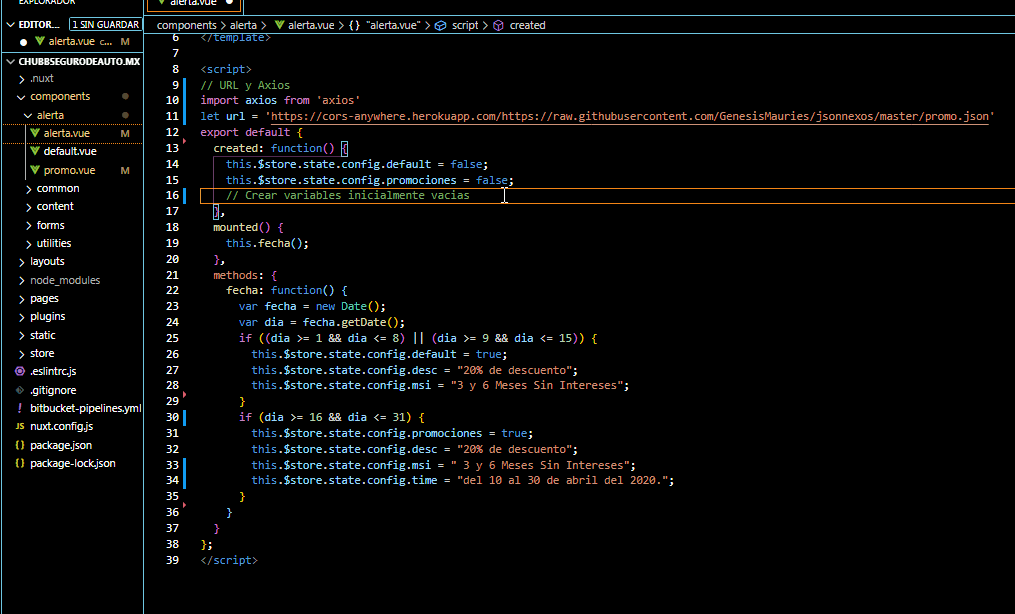 EXPLORADOR
EDITOR... 1 SIN GUARDAR
alerta.vue c... M
CHUBBSEGURODEAUTO.MX
.nuxt
components
alerta
alerta.vue M
default.vue
promo.vue M
common
content
forms
utilities
layouts
node_modules
pages
plugins
static
store
.eslintrc.js
.gitignore
bitbucket-pipelines.yml
nuxt.config.js
package.json
package-lock.json
alerta.vue
components > alerta > alerta.vue > {} "alerta.vue" > script > created
6 </template>
7
8 <script>
9 // URL y Axios
10 import axios from 'axios'
11 let url = 'https://cors-anywhere.herokuapp.com/https://raw.githubusercontent.com/GenesisMauries/jsonnexos/master/promo.json'
12 export default {
13 created: function() {
14 this.$store.state.config.default = false;
15 this.$store.state.config.promociones = false;
16 // Crear variables inicialmente vacias
17 },
18 mounted() {
19 this.fecha();
20 },
21 methods: {
22 fecha: function() {
23 var fecha = new Date();
24 var dia = fecha.getDate();
25 if ((dia >= 1 && dia <= 8) || (dia >= 9 && dia <= 15)) {
26 this.$store.state.config.default = true;
27 this.$store.state.config.desc = "20% de descuento";
28 this.$store.state.config.msi = "3 y 6 Meses Sin Intereses";
29 }
30 if (dia >= 16 && dia <= 31) {
31 this.$store.state.config.promociones = true;
32 this.$store.state.config.desc = "20% de descuento";
33 this.$store.state.config.msi = " 3 y 6 Meses Sin Intereses";
34 this.$store.state.config.time = "del 10 al 30 de abril del 2020.";
35 }
36 }
37 }
38 };
39 </script>